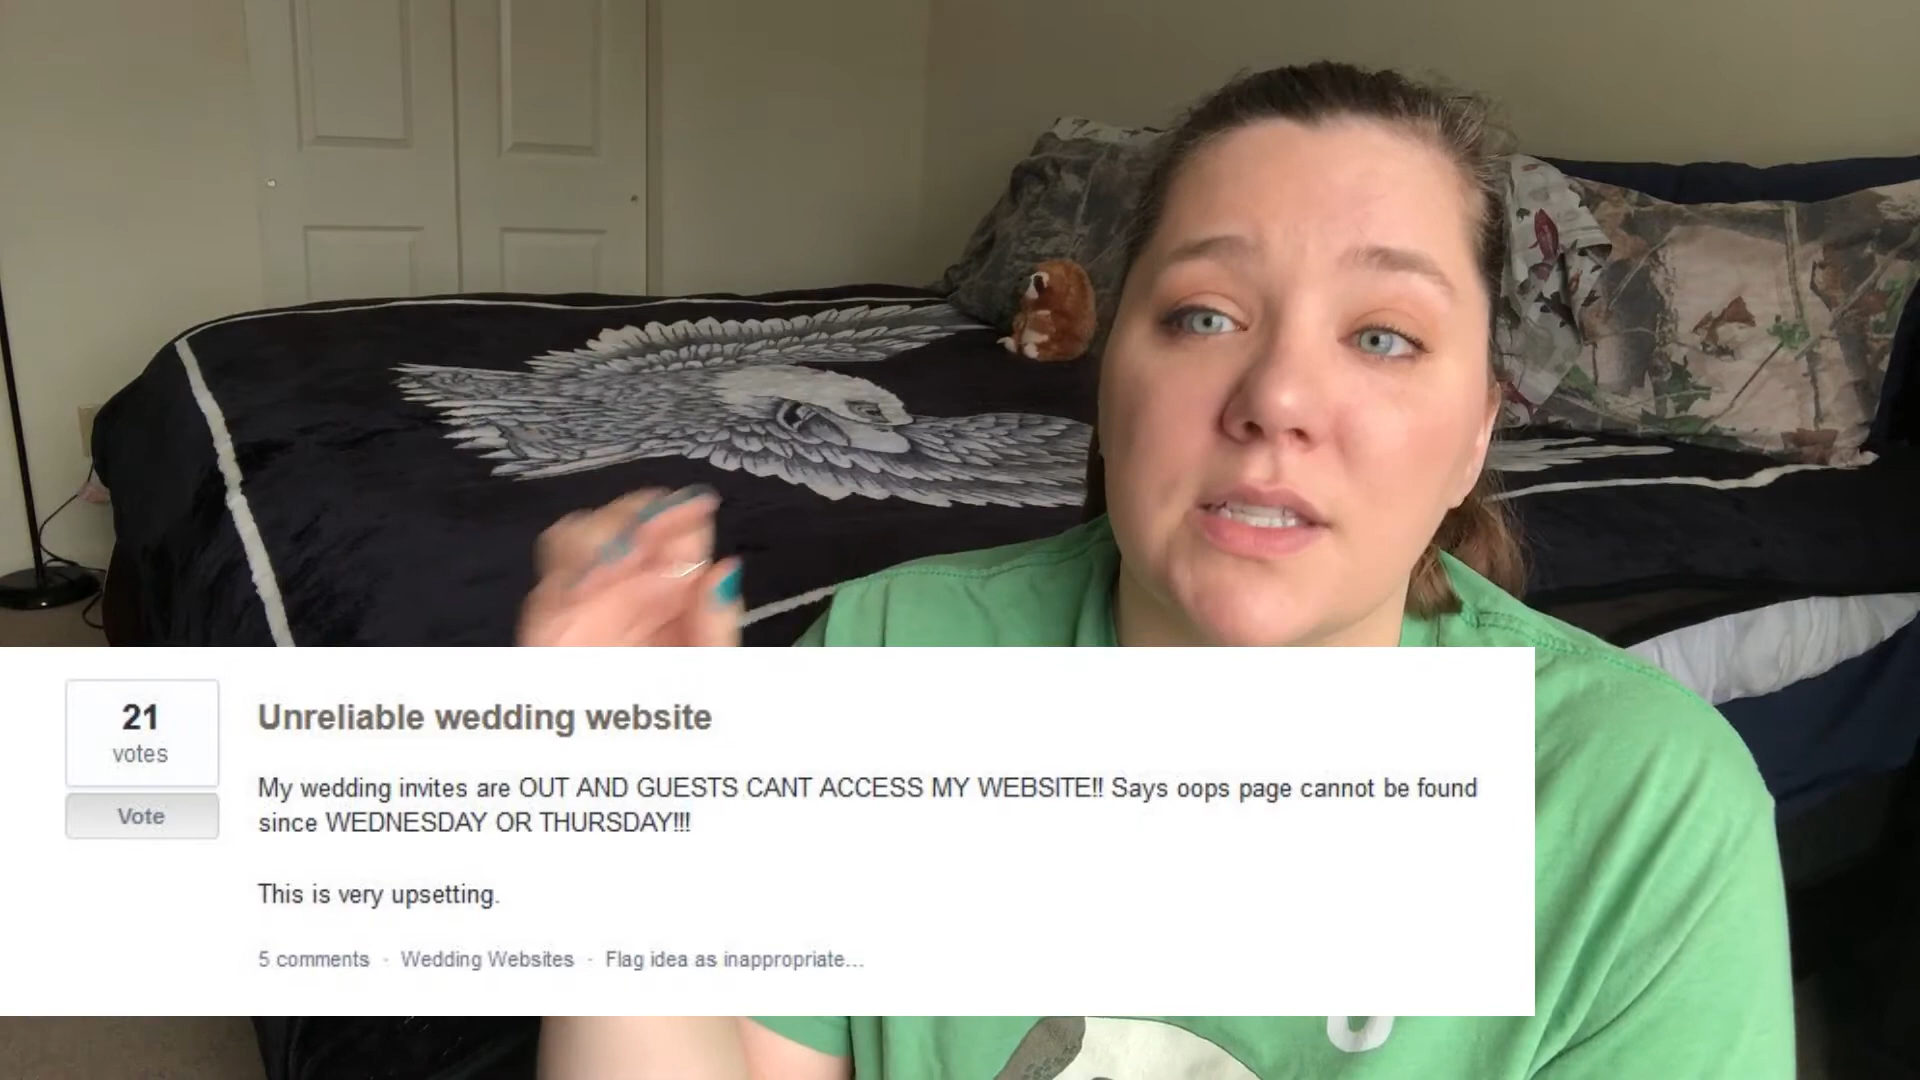 21
votes
Vote
Unreliable wedding website
My wedding invites are OUT AND GUESTS CANT ACCESS MY WEBSITE!! Says oops page cannot be found
since WEDNESDAY OR THURSDAY!!!
This is very upsetting.
5 comments - Wedding Websites - Flag idea as inappropriate…